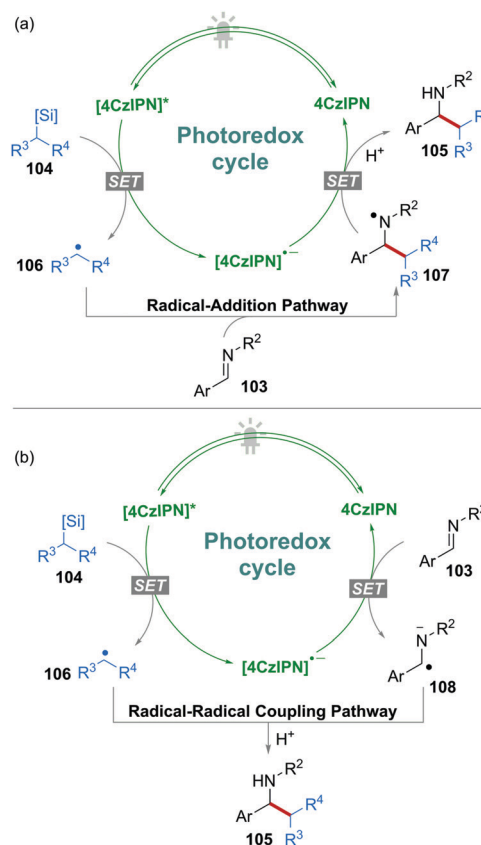 (a)
[Si]
R³ R⁴
104
[4CzIPN]*
4CzIPN
Photoredox
cycle
HN R²
Ar R⁴
R³
105
H⁺
SET
SET
106 R³ R⁴
[4CzIPN]•−
N R²
Ar R⁴
R³
107
Radical-Addition Pathway
N R²
Ar
103
(b)
[Si]
R³ R⁴
104
[4CzIPN]*
4CzIPN
Photoredox
cycle
N R²
Ar
103
SET
SET
106 R³ R⁴
[4CzIPN]•−
N− R²
Ar
108
Radical-Radical Coupling Pathway
H⁺
HN R²
Ar R⁴
R³
105